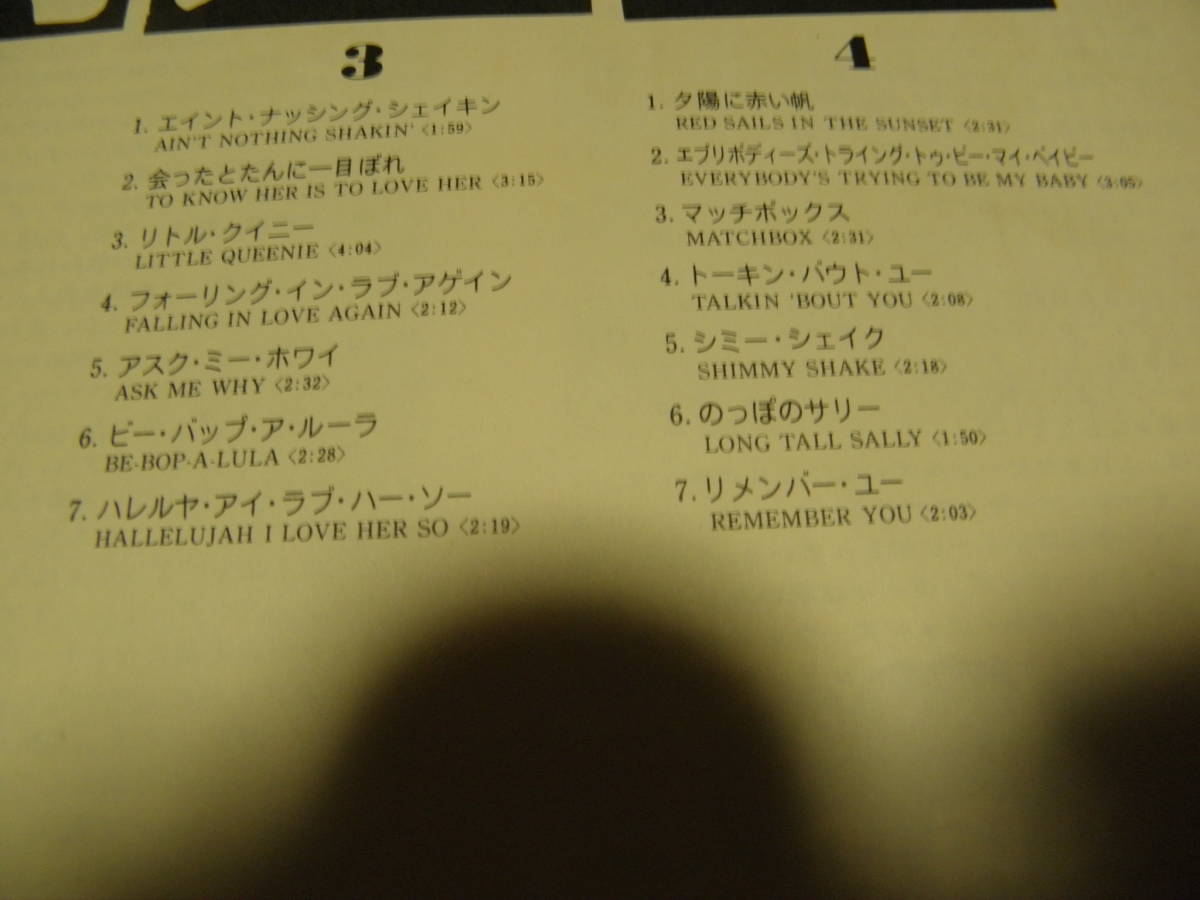 3
1. エイント・ナッシング・シェイキン
AIN'T NOTHING SHAKIN' 〈1:59〉
2. 会ったとたんに一目ぼれ
TO KNOW HER IS TO LOVE HER 〈3:15〉
3. リトル・クイニー
LITTLE QUEENIE 〈4:04〉
4. フォーリング・イン・ラブ・アゲイン
FALLING IN LOVE AGAIN 〈2:12〉
5. アスク・ミー・ホワイ
ASK ME WHY 〈2:32〉
6. ビー・バップ・ア・ルーラ
BE-BOP-A-LULA 〈2:28〉
7. ハレルヤ・アイ・ラブ・ハー・ソー
HALLELUJAH I LOVE HER SO 〈2:19〉
4
1. 夕陽に赤い帆
RED SAILS IN THE SUNSET 〈2:31〉
2. エブリボディーズ・トライング・トゥ・ビー・マイ・ベイビー
EVERYBODY'S TRYING TO BE MY BABY 〈3:05〉
3. マッチボックス
MATCHBOX 〈2:31〉
4. トーキン・バウト・ユー
TALKIN 'BOUT YOU 〈2:08〉
5. シミー・シェイク
SHIMMY SHAKE 〈2:18〉
6. のっぽのサリー
LONG TALL SALLY 〈1:50〉
7. リメンバー・ユー
REMEMBER YOU 〈2:03〉